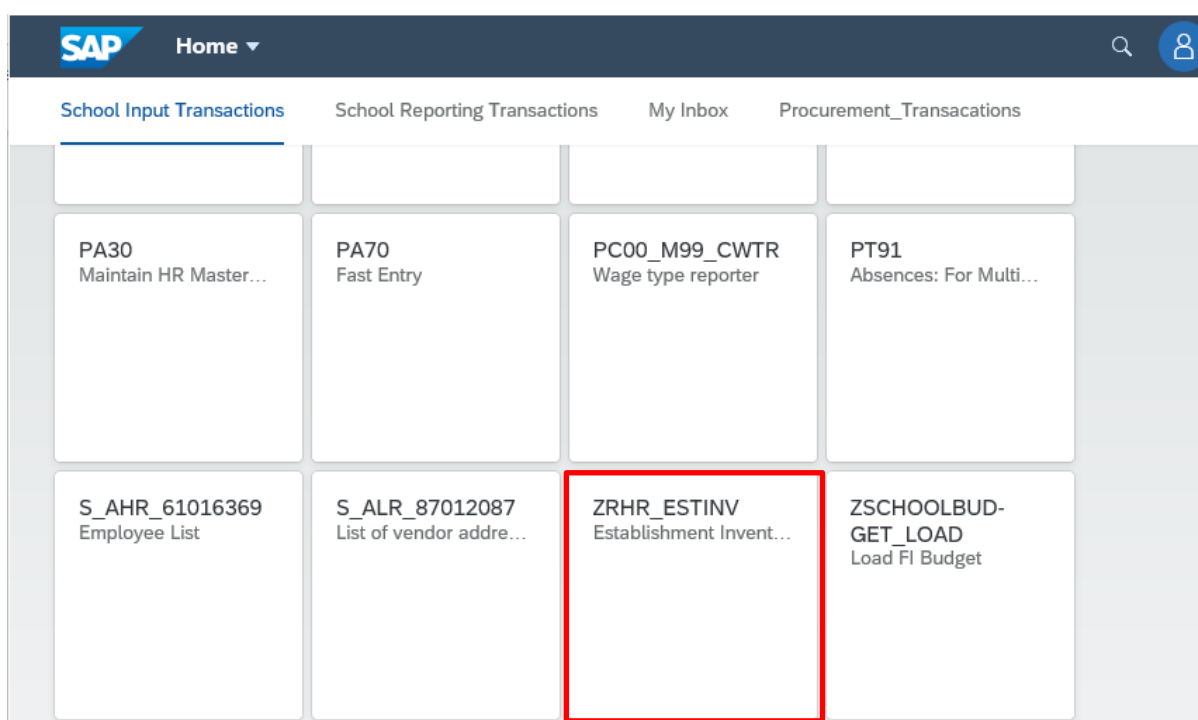 SAP Home
School Input Transactions School Reporting Transactions My Inbox Procurement_Transacations
PA30 PA70 PC00_M99_CWTR PT91
Maintain HR Master... Fast Entry Wage type reporter Absences: For Multi...
S_AHR_61016369 S_ALR_87012087 ZRHR_ESTINV ZSCHOOLBUD-
Employee List List of vendor addre... Establishment Invent... GET_LOAD
Load FI Budget